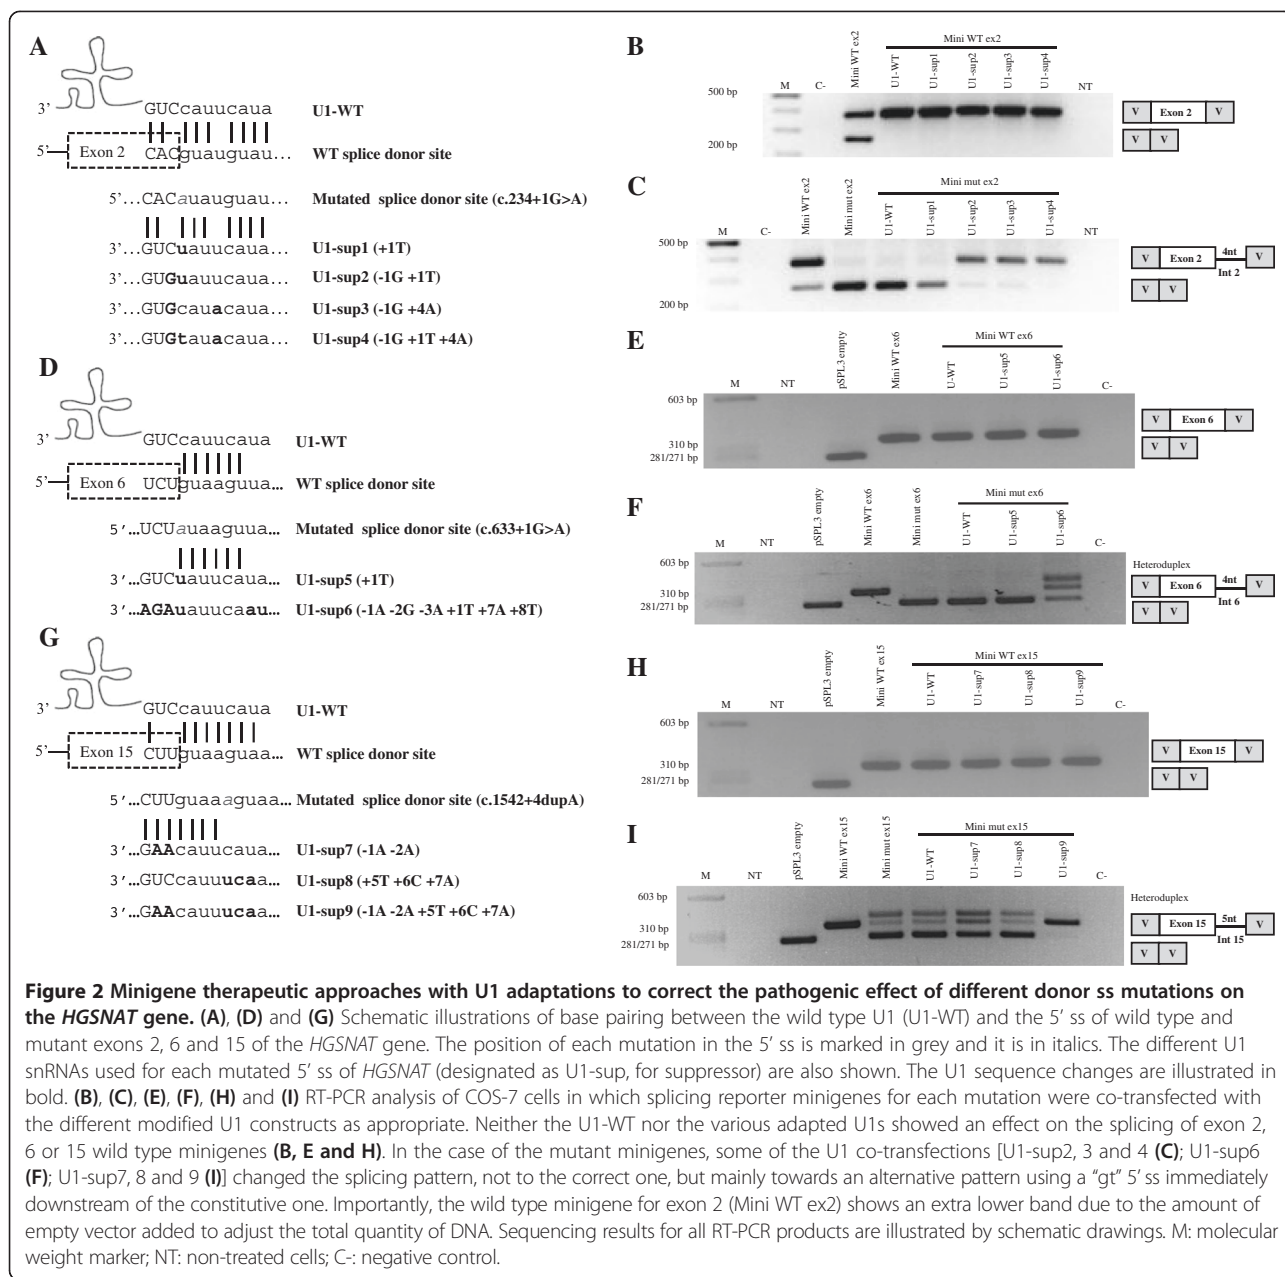 A
3’ GUCcauucaua U1-WT
5’ Exon 2 CACguauguau... WT splice donor site
5’...CACauauguau... Mutated splice donor site (c.234+1G>A)
3’...GUCuauucaua... U1-sup1 (+1T)
3’...GUGuauucaua... U1-sup2 (-1G +1T)
3’...GUGcauacaua... U1-sup3 (-1G +4A)
3’...GUGtauacaua... U1-sup4 (-1G +1T +4A)
B
Mini WT ex2
M C- Mini WT ex2 U1-WT U1-sup1 U1-sup2 U1-sup3 U1-sup4 NT
500 bp
200 bp
V Exon 2 V
V V
C
Mini mut ex2
M C- Mini WT ex2 Mini mut ex2 U1-WT U1-sup1 U1-sup2 U1-sup3 U1-sup4 NT
500 bp
200 bp
V Exon 2 4nt Int 2 V
V V
D
3’ GUCcauucaua U1-WT
5’ Exon 6 UCUguaaguua... WT splice donor site
5’...UCUauaaguua... Mutated splice donor site (c.633+1G>A)
3’...GUCuauucaua... U1-sup5 (+1T)
3’...AGAuauucaau... U1-sup6 (-1A -2G -3A +1T +7A +8T)
E
Mini WT ex6
M NT pSPL3 empty Mini WT ex6 U-WT U1-sup5 U1-sup6 C-
603 bp
310 bp
281/271 bp
V Exon 6 V
V V
F
Mini mut ex6
M NT pSPL3 empty Mini WT ex6 Mini mut ex6 U1-WT U1-sup5 U1-sup6 C-
603 bp
310 bp
281/271 bp
Heteroduplex
V Exon 6 4nt Int 6 V
V V
G
3’ GUCcauucaua U1-WT
5’ Exon 15 CUUguaaguaa... WT splice donor site
5’...CUUguaaaguaa... Mutated splice donor site (c.1542+4dupA)
3’...GAAcauucaua... U1-sup7 (-1A -2A)
3’...GUCcauuucaa... U1-sup8 (+5T +6C +7A)
3’...GAAcauuucaa... U1-sup9 (-1A -2A +5T +6C +7A)
H
Mini WT ex15
M NT pSPL3 empty Mini WT ex15 U1-WT U1-sup7 U1-sup8 U1-sup9 C-
603 bp
310 bp
281/271 bp
V Exon 15 V
V V
I
Mini mut ex15
M NT pSPL3 empty Mini WT ex15 Mini mut ex15 U1-WT U1-sup7 U1-sup8 U1-sup9 C-
603 bp
310 bp
281/271 bp
Heteroduplex
V Exon 15 5nt Int 15 V
V V
Figure 2 Minigene therapeutic approaches with U1 adaptations to correct the pathogenic effect of different donor ss mutations on
the HGSNAT gene. (A), (D) and (G) Schematic illustrations of base pairing between the wild type U1 (U1-WT) and the 5’ ss of wild type and
mutant exons 2, 6 and 15 of the HGSNAT gene. The position of each mutation in the 5’ ss is marked in grey and it is in italics. The different U1
snRNAs used for each mutated 5’ ss of HGSNAT (designated as U1-sup, for suppressor) are also shown. The U1 sequence changes are illustrated in
bold. (B), (C), (E), (F), (H) and (I) RT-PCR analysis of COS-7 cells in which splicing reporter minigenes for each mutation were co-transfected with
the different modified U1 constructs as appropriate. Neither the U1-WT nor the various adapted U1s showed an effect on the splicing of exon 2,
6 or 15 wild type minigenes (B, E and H). In the case of the mutant minigenes, some of the U1 co-transfections [U1-sup2, 3 and 4 (C); U1-sup6
(F); U1-sup7, 8 and 9 (I)] changed the splicing pattern, not to the correct one, but mainly towards an alternative pattern using a “gt” 5’ ss immediately
downstream of the constitutive one. Importantly, the wild type minigene for exon 2 (Mini WT ex2) shows an extra lower band due to the amount of
empty vector added to adjust the total quantity of DNA. Sequencing results for all RT-PCR products are illustrated by schematic drawings. M: molecular
weight marker; NT: non-treated cells; C-: negative control.